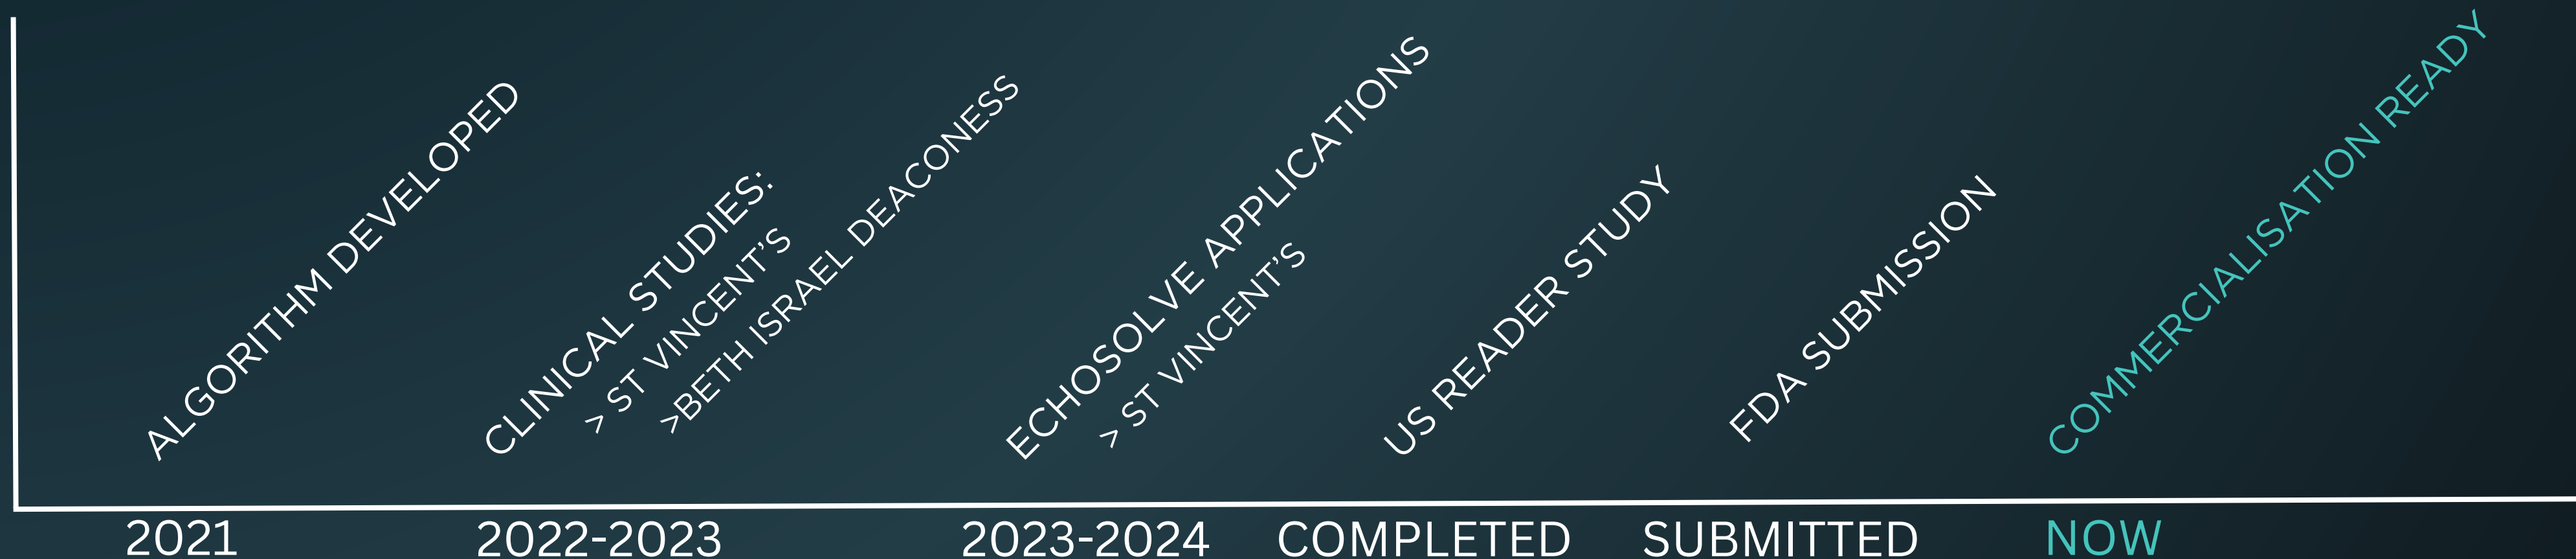 ALGORITHM DEVELOPED
CLINICAL STUDIES:
> ST VINCENT'S
>BETH ISRAEL DEACONESS
ECHOSOLVE APPLICATIONS
> ST VINCENT'S
US READER STUDY
FDA SUBMISSION
COMMERCIALISATION READY
2021
2022-2023
2023-2024
COMPLETED
SUBMITTED
NOW